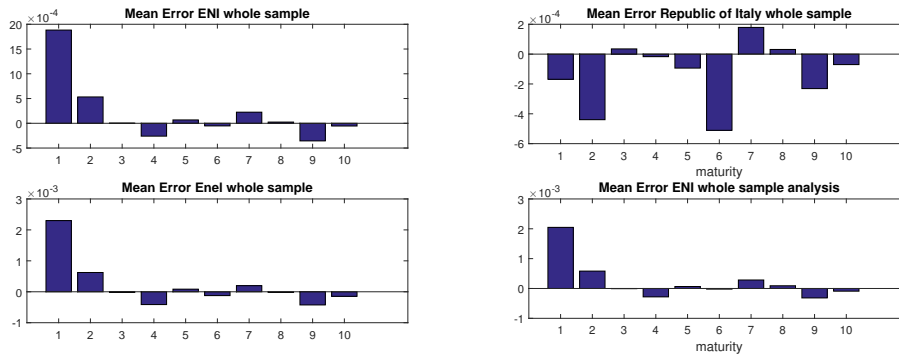 Mean Error ENI whole sample
×10-4
20
15
10
5
0
-5
1 2 3 4 5 6 7 8 9 10
Mean Error Republic of Italy whole sample
×10-4
2
0
-2
-4
-6
1 2 3 4 5 6 7 8 9 10
maturity
Mean Error Enel whole sample
×10-3
3
2
1
0
-1
1 2 3 4 5 6 7 8 9 10
Mean Error ENI whole sample analysis
×10-3
3
2
1
0
-1
1 2 3 4 5 6 7 8 9 10
maturity